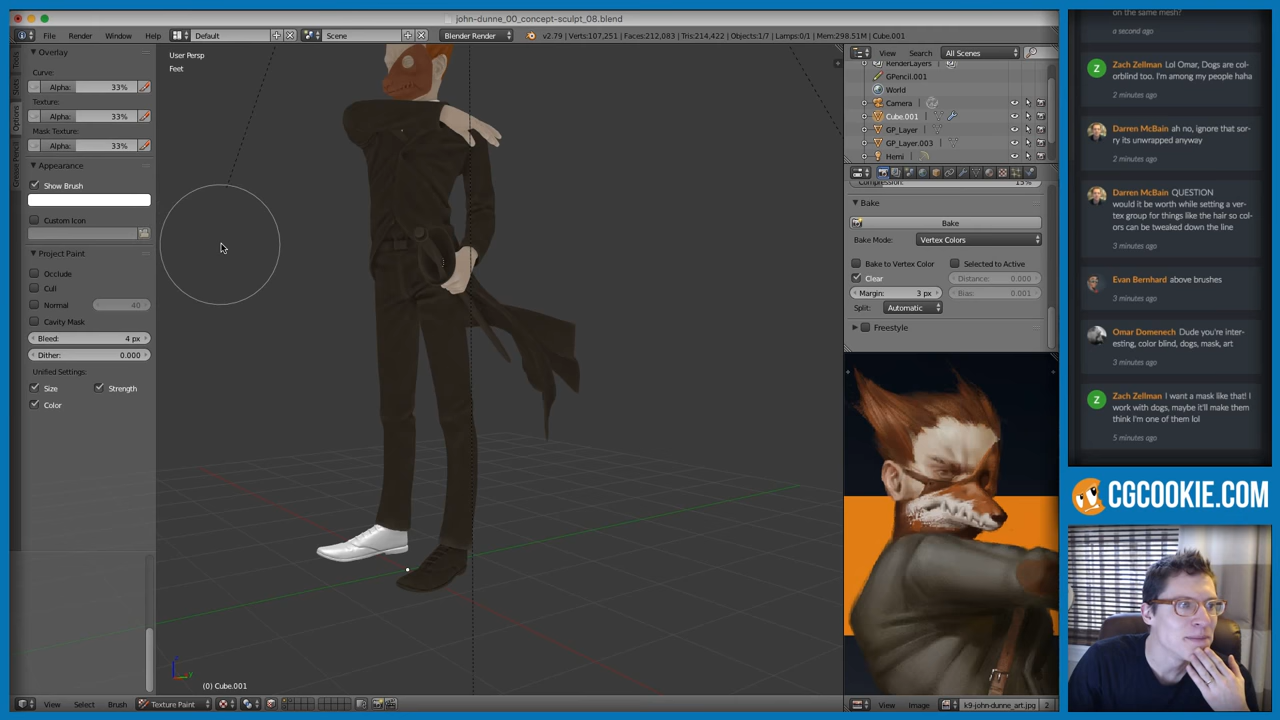 john-dunne_00_concept-sculpt_08.blend
File Render Window Help Default Scene Blender Render v2.79 | Verts:107,251 | Faces:212,083 | Tris:214,422 | Objects:1/7 | Lamps:0/1 | Mem:298.51M | Cube.001
Overlay
Curve:
Alpha: 33%
Texture:
Alpha: 33%
Mask Texture:
Alpha: 33%
Appearance
Show Brush
Custom Icon
Project Paint
Occlude
Cull
Normal 40
Cavity Mask
Bleed: 4 px
Dither: 0.000
Unified Settings:
Size Strength
Color
Tools
Slots
Options
Grease Pencil
User Persp
Feet
(0) Cube.001
View Select Brush Texture Paint
View Search All Scenes
RenderLayers
GPencil.001
World
Camera
Cube.001
GP_Layer
GP_Layer.003
Hemi
Compression: 15%
Bake
Bake
Bake Mode: Vertex Colors
Bake to Vertex Color Selected to Active
Clear Distance: 0.000
Margin: 3 px Bias: 0.001
Split: Automatic
Freestyle
View Image k9-john-dunne_art.jpg 2
on the same mesh?
a second ago
Z Zach Zellman Lol Omar, Dogs are col-
orblind too. I'm among my people haha
2 minutes ago
Darren McBain ah no, ignore that sor-
ry its unwrapped anyway
2 minutes ago
Darren McBain QUESTION
would it be worth while setting a ver-
tex group for things like the hair so col-
ors can be tweaked down the line
3 minutes ago
Evan Bernhard above brushes
3 minutes ago
Omar Domenech Dude you're inter-
esting, color blind, dogs, mask, art
3 minutes ago
Z Zach Zellman I want a mask like that! I
work with dogs, maybe it'll make them
think I'm one of them lol
5 minutes ago
CGCOOKIE.COM